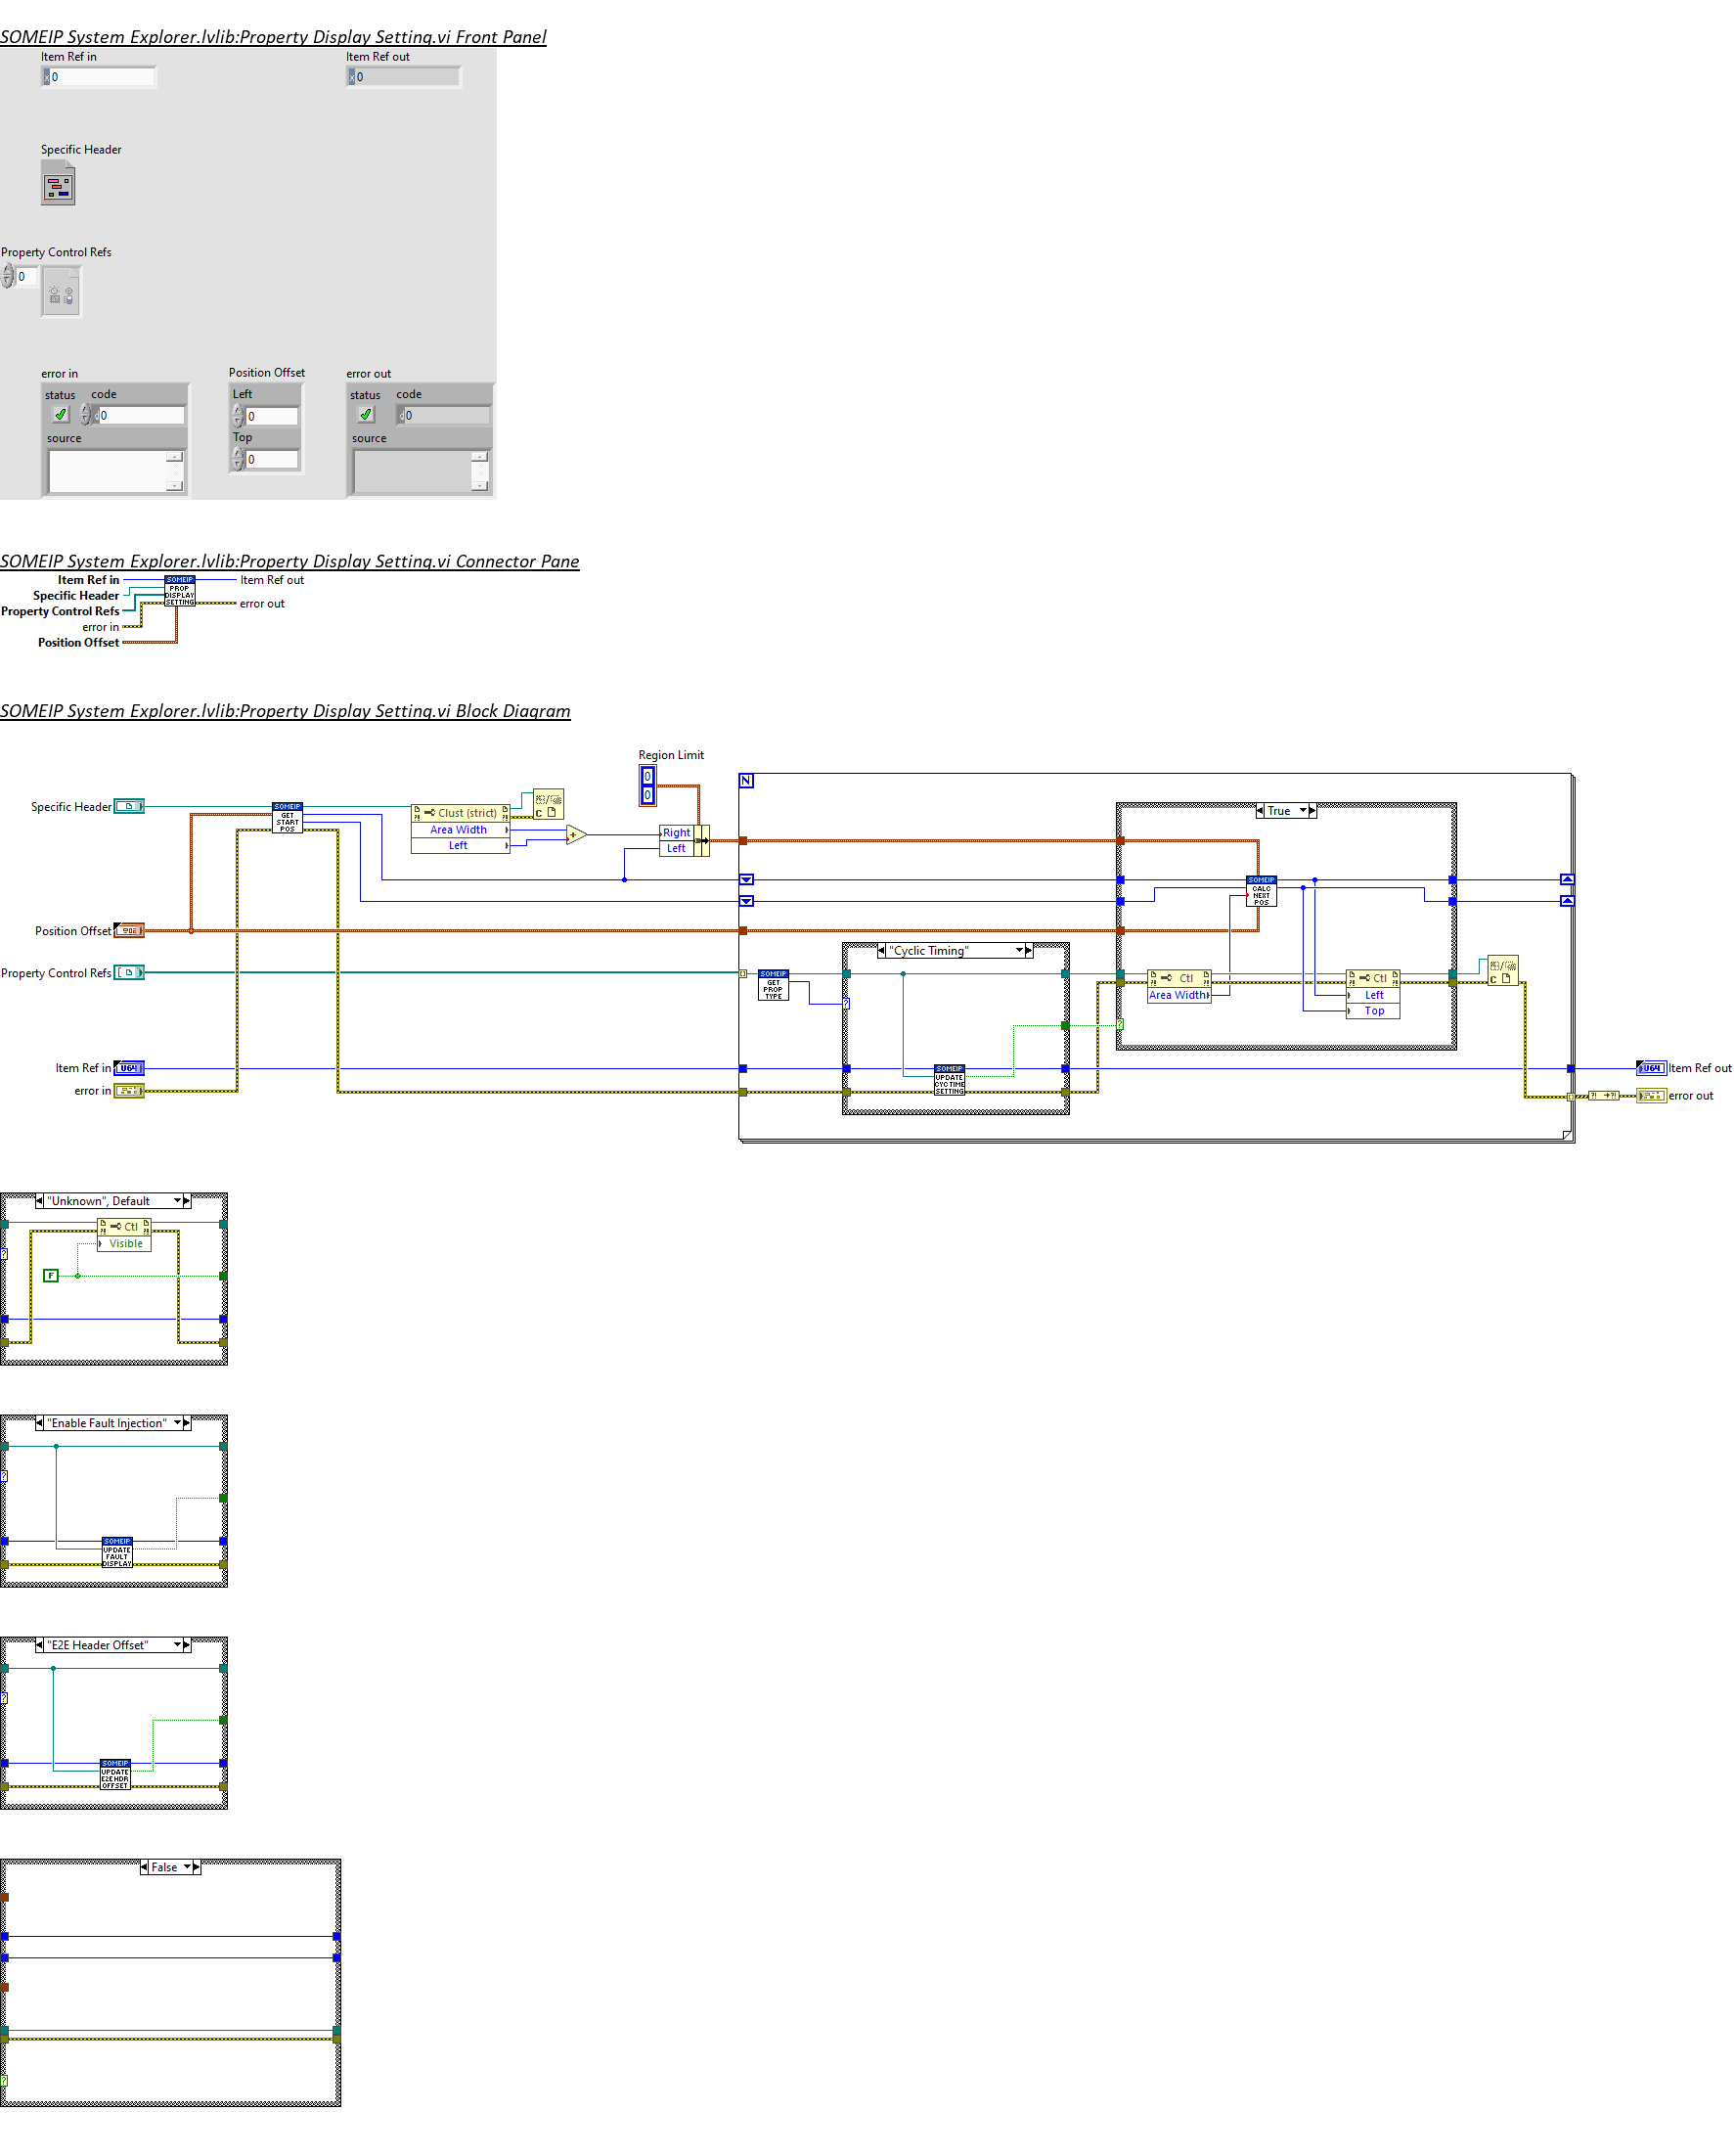 SOMEIP System Explorer.lvlib:Property Display Setting.vi Front Panel
Item Ref in
Item Ref out
x 0
x 0
Specific Header
Property Control Refs
0
error in
Position Offset
error out
status code
Left
status code
d 0
0
d 0
source
Top
source
0
SOMEIP System Explorer.lvlib:Property Display Setting.vi Connector Pane
Item Ref in
Specific Header
Property Control Refs
error in
Position Offset
SOMEIP
PROP
DISPLAY
SETTING
Item Ref out
error out
SOMEIP System Explorer.lvlib:Property Display Setting.vi Block Diagram
Region Limit
0
0
N
Specific Header
SOMEIP
GET
START
POS
Clust (strict)
Area Width
Left
C
+
Right
Left
True
SOMEIP
CALC
NEXT
POS
Position Offset
"Cyclic Timing"
Property Control Refs
SOMEIP
GET
PROP
TYPE
?
Ctl
Area Width
Ctl
Left
Top
C
?
Item Ref in
U64
SOMEIP
UPDATE
CYCTIME
SETTING
U64
Item Ref out
error in
error out
"Unknown", Default
Ctl
Visible
?
F
"Enable Fault Injection"
?
SOMEIP
UPDATE
FAULT
DISPLAY
"E2E Header Offset"
?
SOMEIP
UPDATE
E2EHDR
OFFSET
False
?